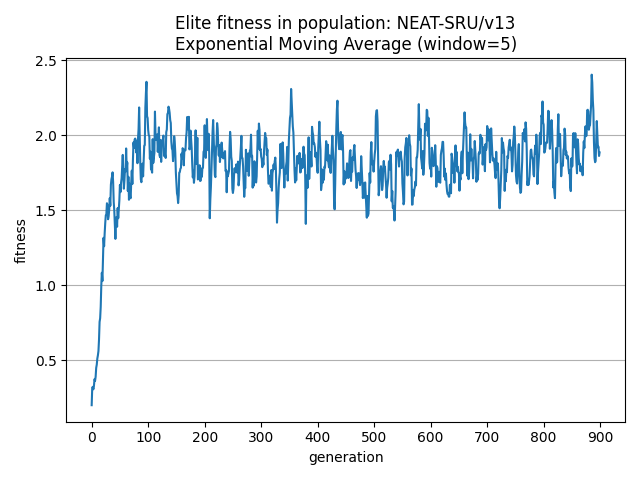 Elite fitness in population: NEAT-SRU/v13
Exponential Moving Average (window=5)
2.5
2.0
1.5
1.0
0.5
fitness
0 100 200 300 400 500 600 700 800 900
generation